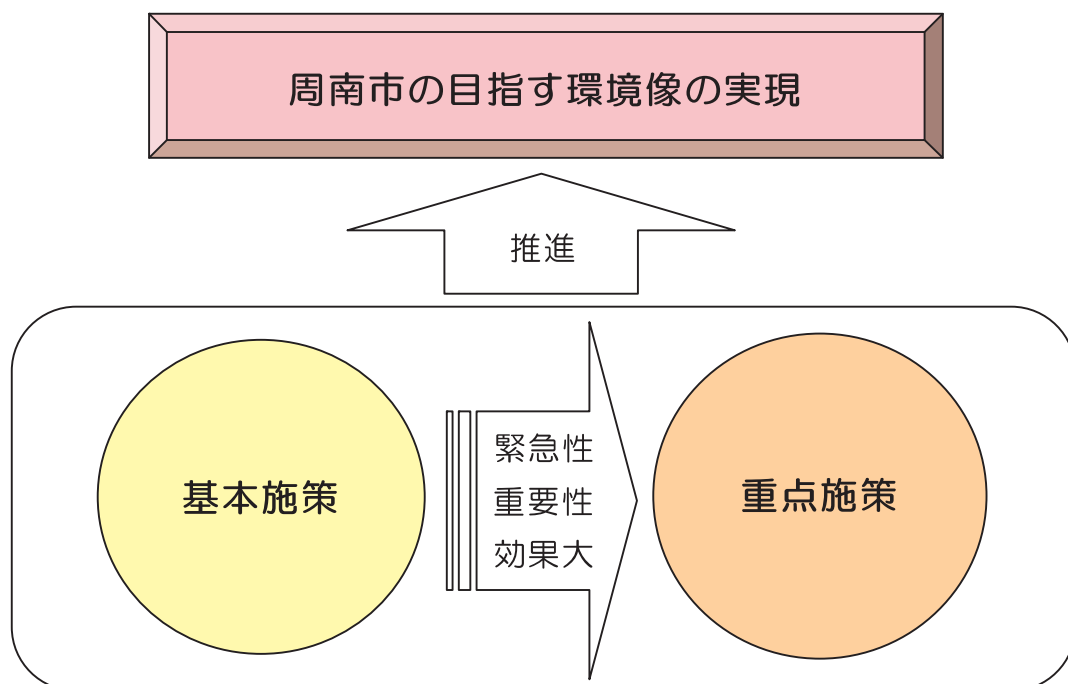 周南市の目指す環境像の実現
推進
基本施策
緊急性
重要性
効果大
重点施策